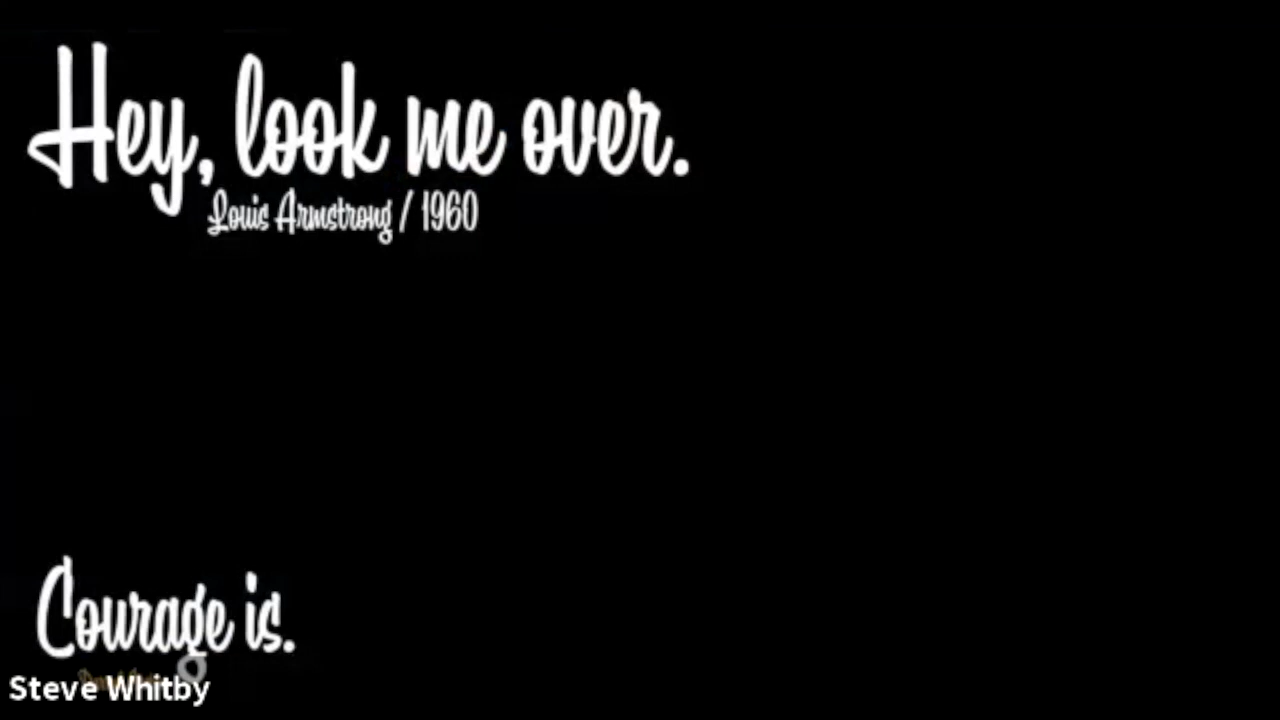 Hey, look me over.
Louis Armstrong / 1960
Courage is.
Steve Whitby